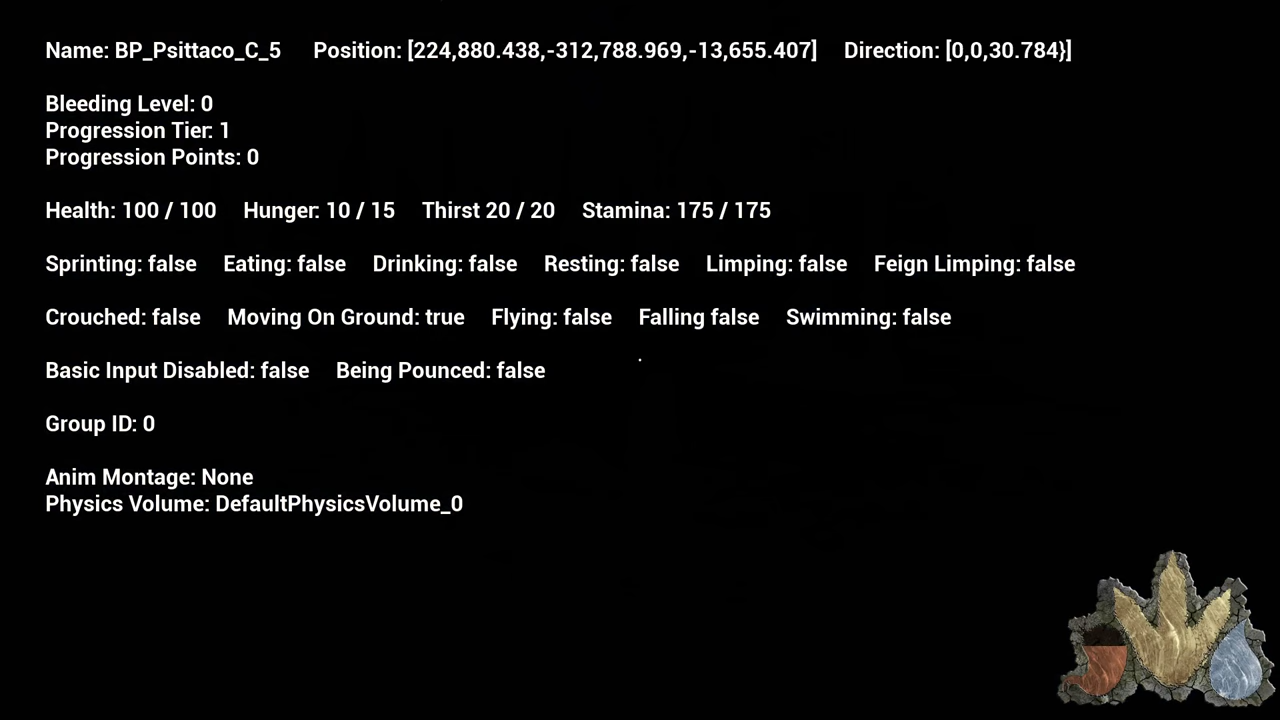 Name: BP_Psittaco_C_5 Position: [224,880.438,-312,788.969,-13,655.407] Direction: [0,0,30.784}]
Bleeding Level: 0
Progression Tier: 1
Progression Points: 0
Health: 100 / 100 Hunger: 10 / 15 Thirst 20 / 20 Stamina: 175 / 175
Sprinting: false Eating: false Drinking: false Resting: false Limping: false Feign Limping: false
Crouched: false Moving On Ground: true Flying: false Falling false Swimming: false
Basic Input Disabled: false Being Pounced: false
Group ID: 0
Anim Montage: None
Physics Volume: DefaultPhysicsVolume_0